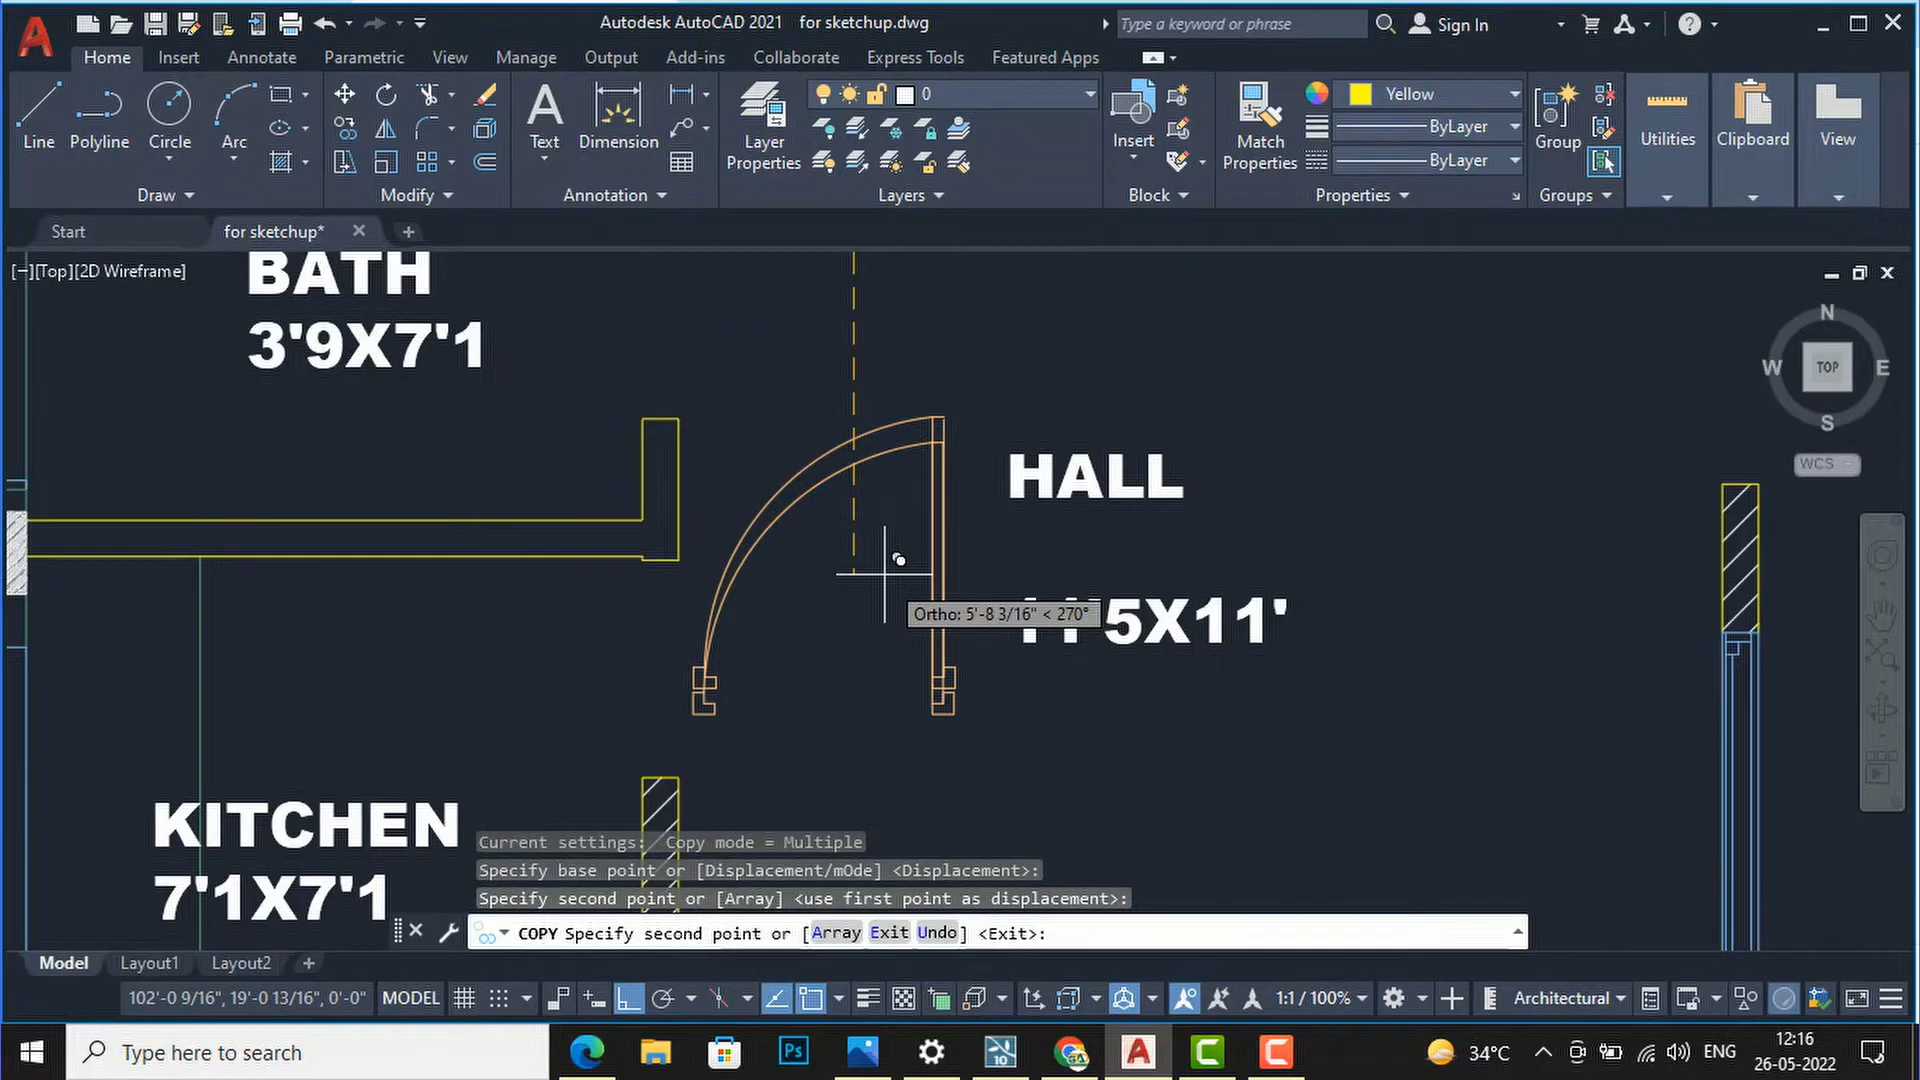 Autodesk AutoCAD 2021 for sketchup.dwg
Type a keyword or phrase
Sign In
Home Insert Annotate Parametric View Manage Output Add-ins Collaborate Express Tools Featured Apps
Line Polyline Circle Arc
Text Dimension
Layer Properties
0
Insert
Match Properties
Yellow
ByLayer
ByLayer
Group
Utilities
Clipboard
View
Draw Modify Annotation Layers Block Properties Groups
Start for sketchup*
[−][Top][2D Wireframe]
BATH
3'9X7'1
N
W TOP E
S
WCS
HALL
Ortho: 5'-8 3/16" < 270°
5X11'
KITCHEN
7'1X7'1
Current settings: Copy mode = Multiple
Specify base point or [Displacement/mOde] <Displacement>:
Specify second point or [Array] <use first point as displacement>:
COPY Specify second point or [Array Exit Undo] <Exit>:
Model Layout1 Layout2
102'-0 9/16", 19'-0 13/16", 0'-0" MODEL 1:1 / 100% Architectural
Type here to search
Ps
10
34°C
ENG
12:16
26-05-2022